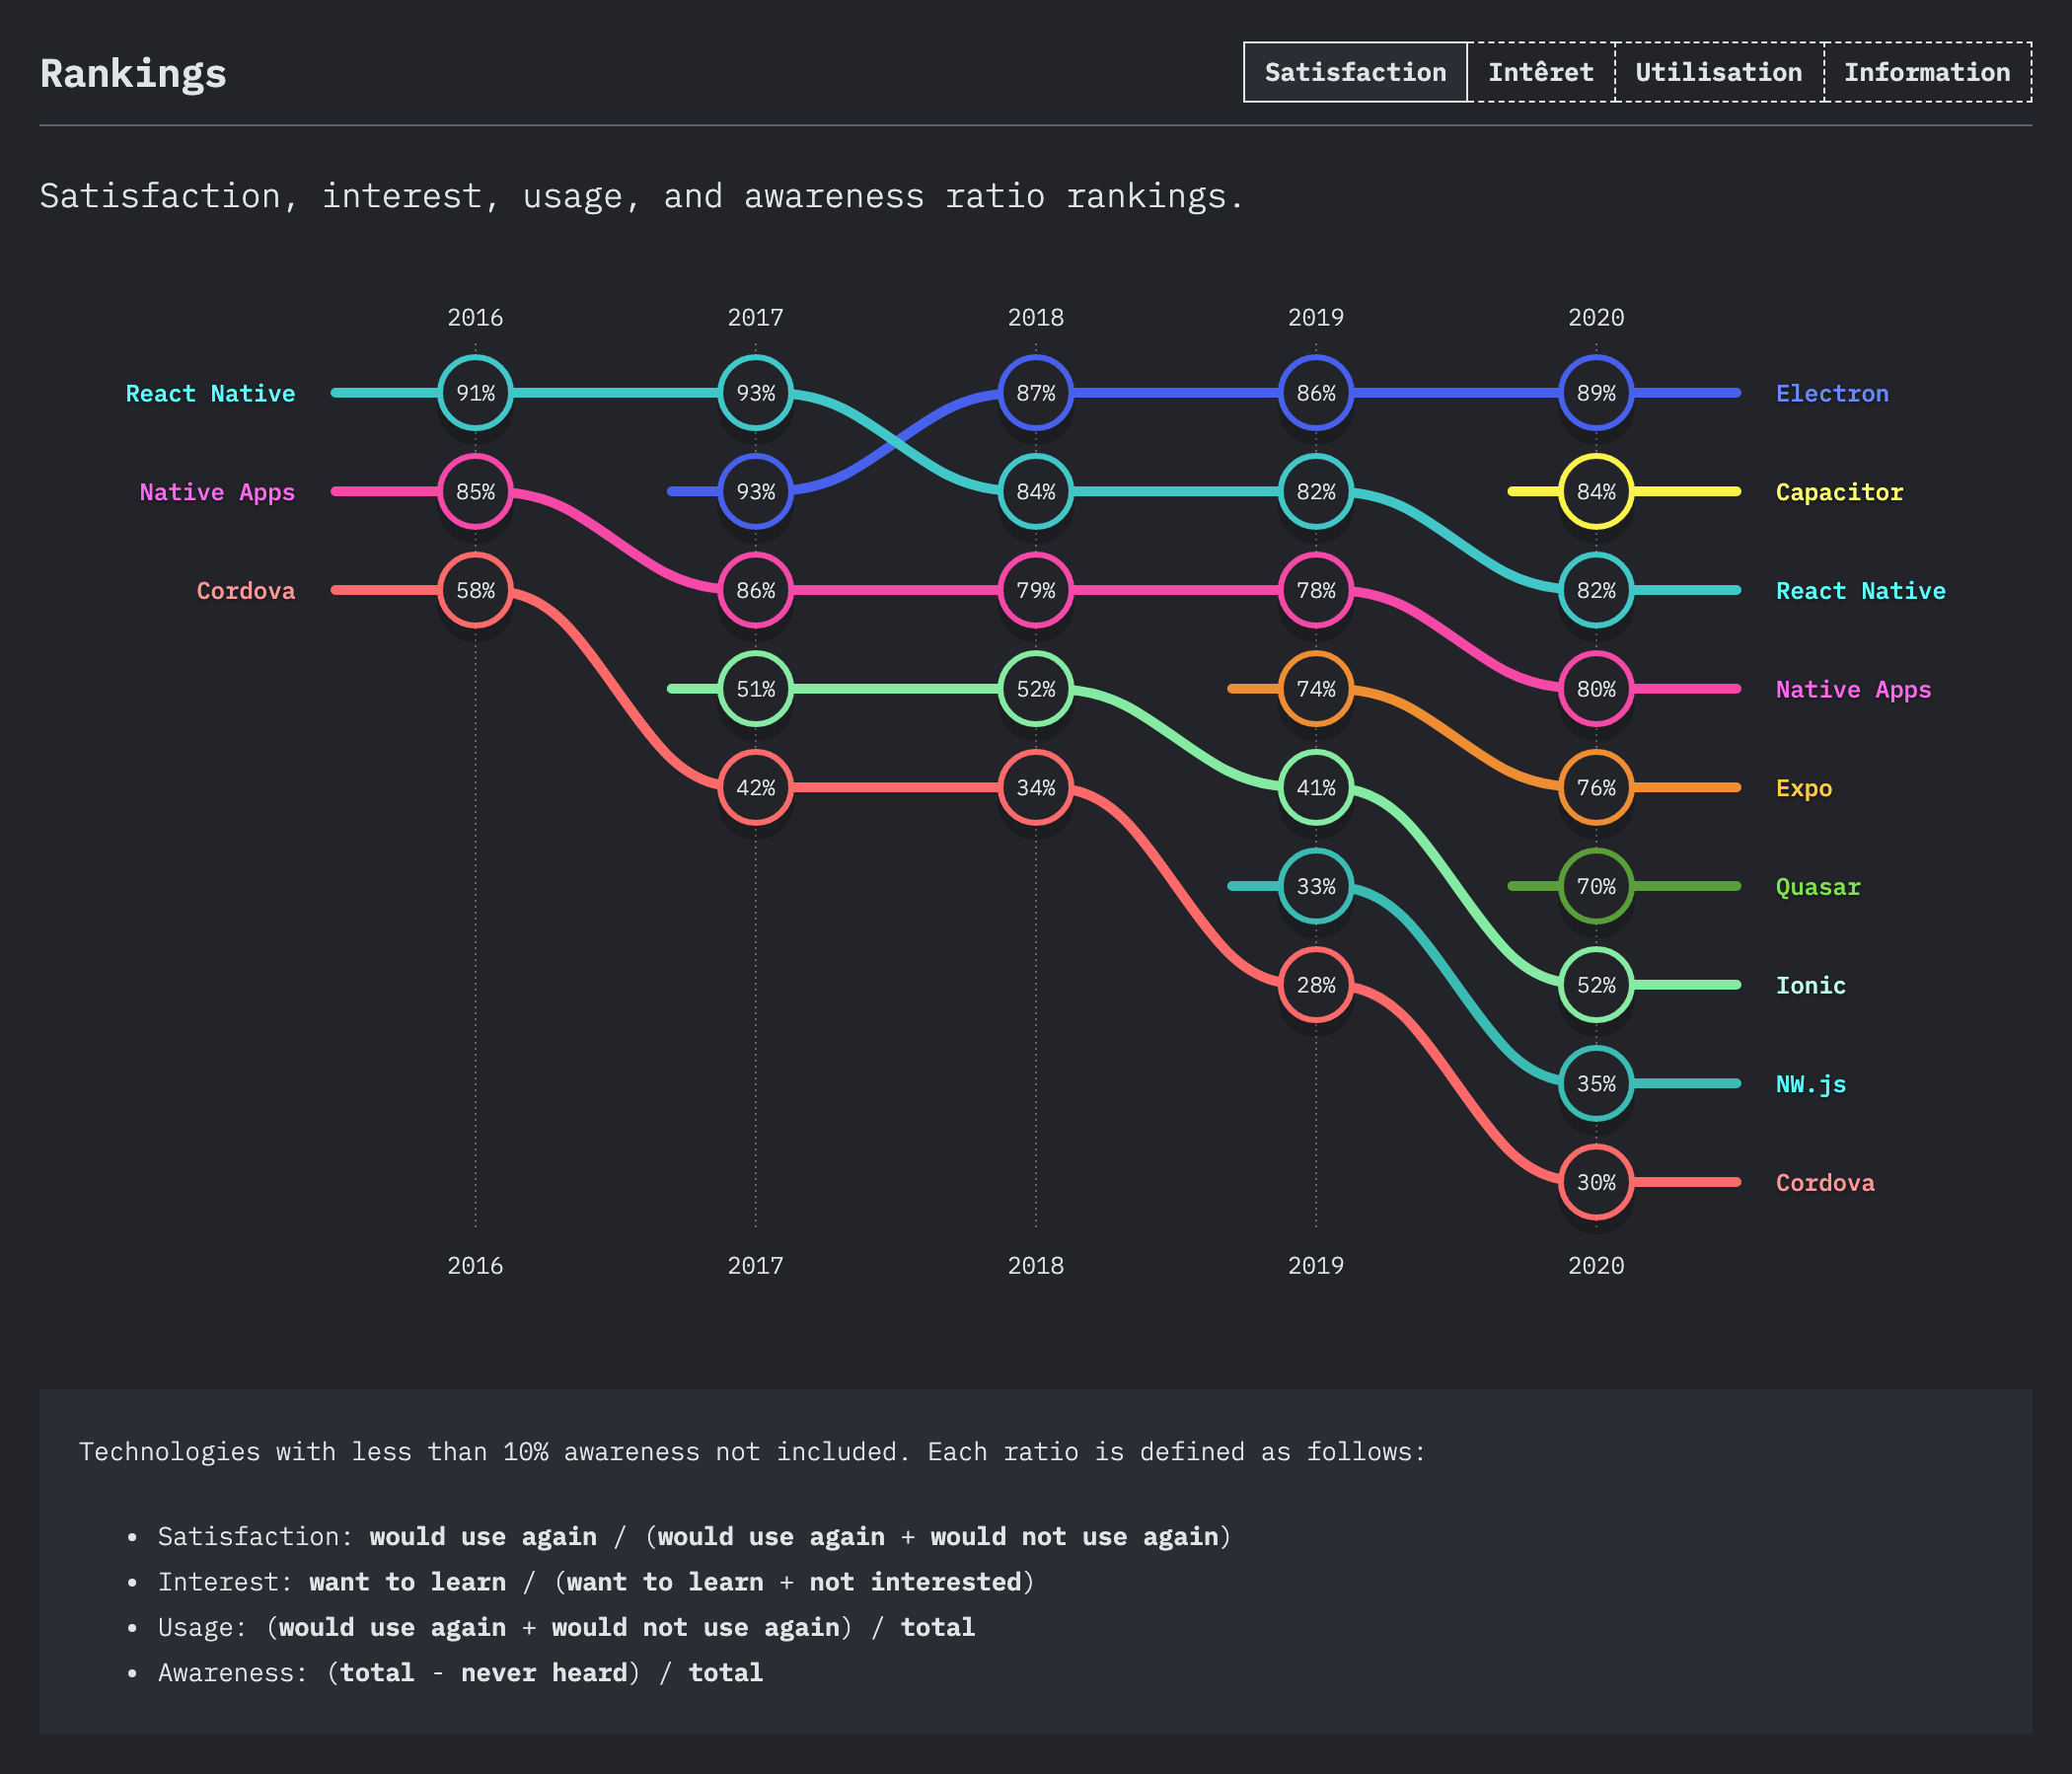 Rankings
Satisfaction Intêret Utilisation Information
Satisfaction, interest, usage, and awareness ratio rankings.
2016 2017 2018 2019 2020
React Native 91% 93% 87% 86% 89% Electron
Native Apps 85% 93% 84% 82% 84% Capacitor
Cordova 58% 86% 79% 78% 82% React Native
51% 52% 74% 80% Native Apps
42% 34% 41% 76% Expo
33% 70% Quasar
28% 52% Ionic
35% NW.js
30% Cordova
2016 2017 2018 2019 2020
Technologies with less than 10% awareness not included. Each ratio is defined as follows:
• Satisfaction: would use again / (would use again + would not use again)
• Interest: want to learn / (want to learn + not interested)
• Usage: (would use again + would not use again) / total
• Awareness: (total - never heard) / total